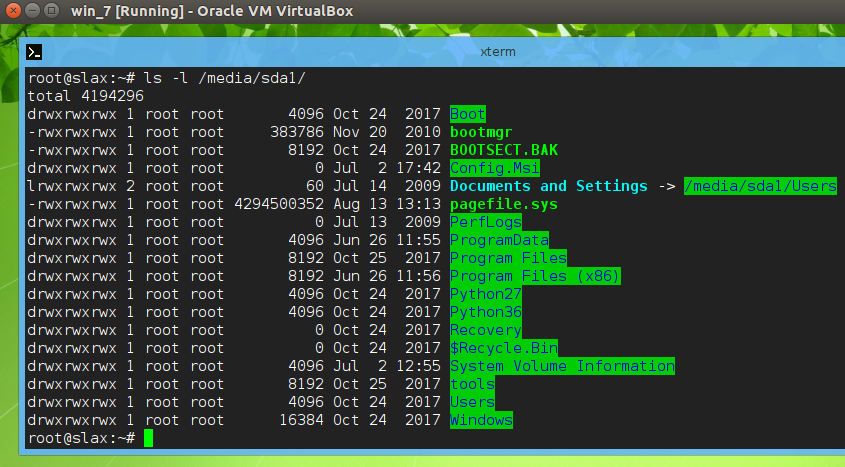 win_7 [Running] - Oracle VM VirtualBox
xterm
root@slax:~# ls -l /media/sda1/
total 4194296
drwxrwxrwx 1 root root       4096 Oct 24  2017 Boot
-rwxrwxrwx 1 root root     383786 Nov 20  2010 bootmgr
-rwxrwxrwx 1 root root       8192 Oct 24  2017 BOOTSECT.BAK
drwxrwxrwx 1 root root          0 Jul  2 17:42 Config.Msi
lrwxrwxrwx 2 root root         60 Jul 14  2009 Documents and Settings -> /media/sda1/Users
-rwxrwxrwx 1 root root 4294500352 Aug 13 13:13 pagefile.sys
drwxrwxrwx 1 root root          0 Jul 13  2009 PerfLogs
drwxrwxrwx 1 root root       4096 Jun 26 11:55 ProgramData
drwxrwxrwx 1 root root       8192 Oct 25  2017 Program Files
drwxrwxrwx 1 root root       8192 Jun 26 11:56 Program Files (x86)
drwxrwxrwx 1 root root       4096 Oct 24  2017 Python27
drwxrwxrwx 1 root root       4096 Oct 24  2017 Python36
drwxrwxrwx 1 root root          0 Oct 24  2017 Recovery
drwxrwxrwx 1 root root          0 Oct 24  2017 $Recycle.Bin
drwxrwxrwx 1 root root       4096 Jul  2 12:55 System Volume Information
drwxrwxrwx 1 root root       8192 Oct 25  2017 tools
drwxrwxrwx 1 root root       4096 Oct 24  2017 Users
drwxrwxrwx 1 root root      16384 Oct 24  2017 Windows
root@slax:~#